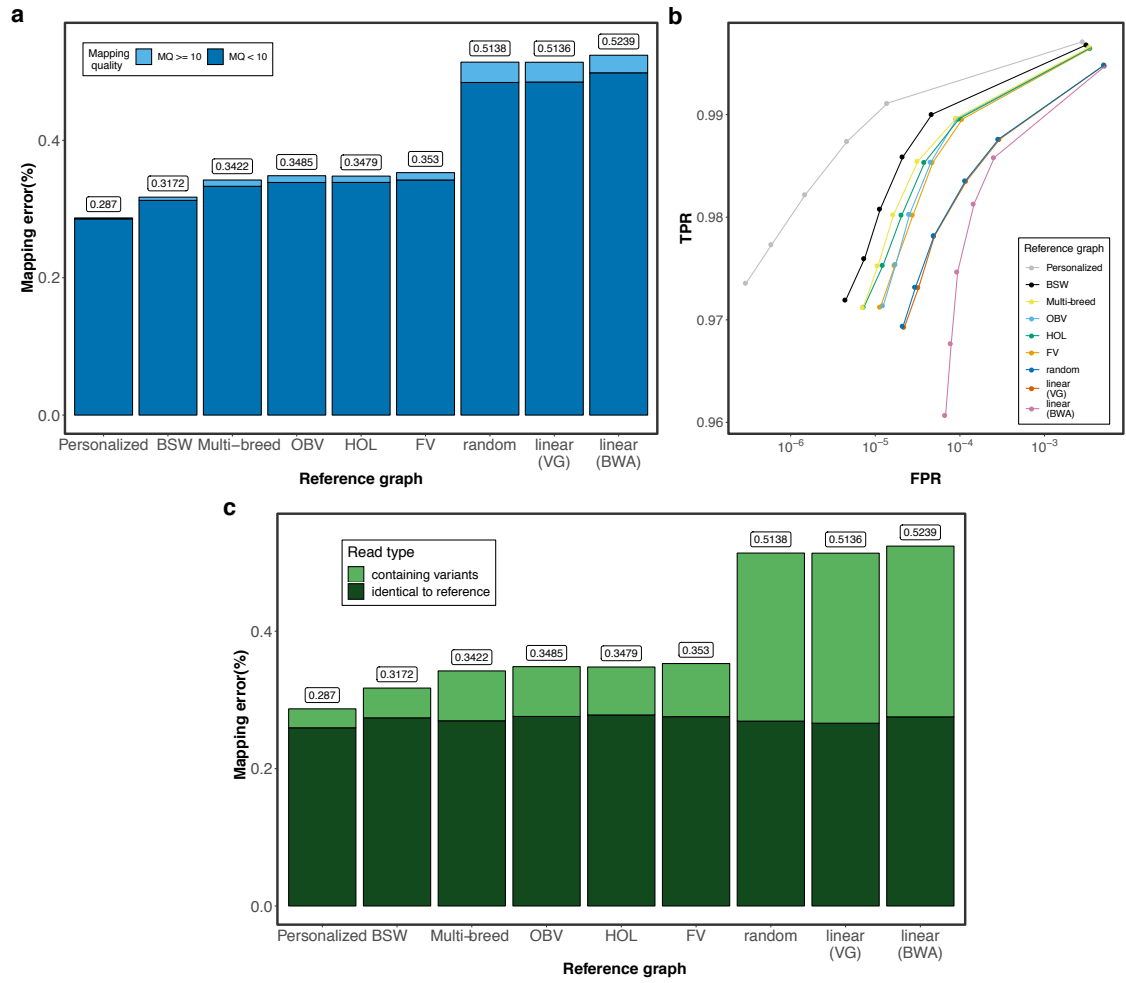 a
Mapping
quality
MQ >= 10
MQ < 10
0.287
0.3172
0.3422
0.3485
0.3479
0.353
0.5138
0.5136
0.5239
Mapping error(%)
0.4
0.2
0.0
Personalized
BSW
Multi-breed
OBV
HOL
FV
random
linear
(VG)
linear
(BWA)
Reference graph
b
TPR
0.99
0.98
0.97
0.96
10⁻⁶
10⁻⁵
10⁻⁴
10⁻³
FPR
Reference graph
Personalized
BSW
Multi-breed
OBV
HOL
FV
random
linear
(VG)
linear
(BWA)
c
Read type
containing variants
identical to reference
0.287
0.3172
0.3422
0.3485
0.3479
0.353
0.5138
0.5136
0.5239
Mapping error(%)
0.4
0.2
0.0
Personalized
BSW
Multi-breed
OBV
HOL
FV
random
linear
(VG)
linear
(BWA)
Reference graph